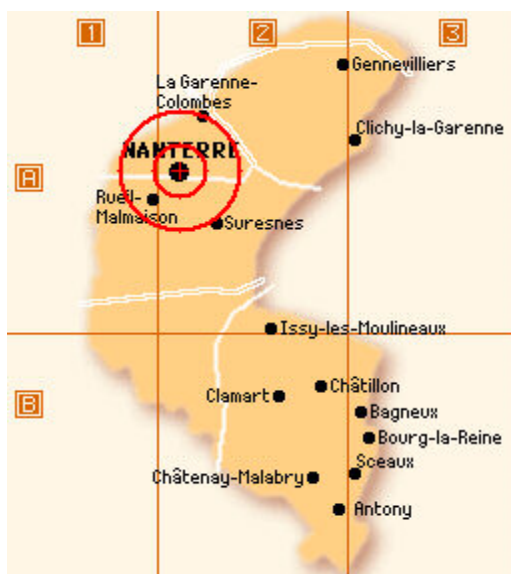 1
2
3
Gennevilliers
La Garenne-
Colombes
Clichy-la-Garenne
NANTERRE
A
Rueil-
Malmaison
Suresnes
Issy-les-Moulineaux
Châtillon
Clamart
B
Bagneux
Bourg-la-Reine
Sceaux
Châtenay-Malabry
Antony